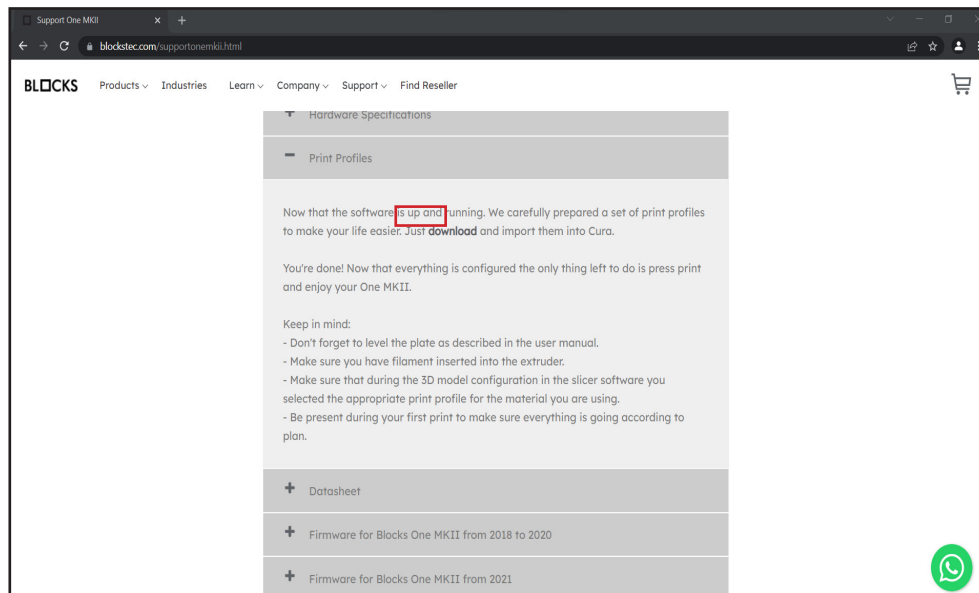 Support One MKII
blockstec.com/supportonemkii.html
BLOCKS Products Industries Learn Company Support Find Reseller
+ Hardware Specifications
− Print Profiles
Now that the software is up and running. We carefully prepared a set of print profiles
to make your life easier. Just download and import them into Cura.
You're done! Now that everything is configured the only thing left to do is press print
and enjoy your One MKII.
Keep in mind:
- Don't forget to level the plate as described in the user manual.
- Make sure you have filament inserted into the extruder.
- Make sure that during the 3D model configuration in the slicer software you
selected the appropriate print profile for the material you are using.
- Be present during your first print to make sure everything is going according to
plan.
+ Datasheet
+ Firmware for Blocks One MKII from 2018 to 2020
+ Firmware for Blocks One MKII from 2021